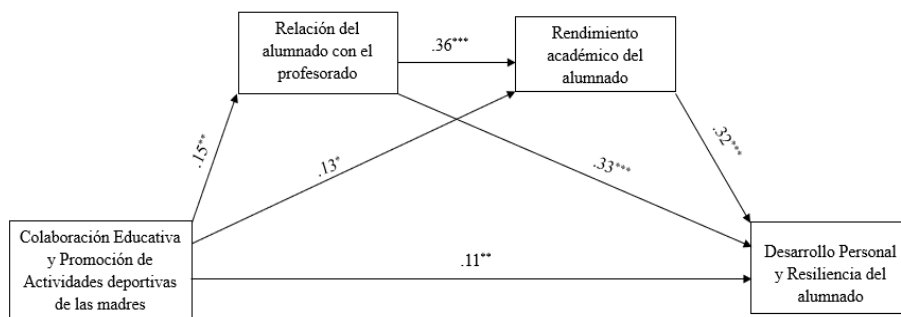 Relación del
alumnado con el
profesorado
.36***
Rendimiento
académico del
alumnado
.15**
.13*
.33***
.32***
Colaboración Educativa
y Promoción de
Actividades deportivas
de las madres
.11**
Desarrollo Personal
y Resiliencia del
alumnado